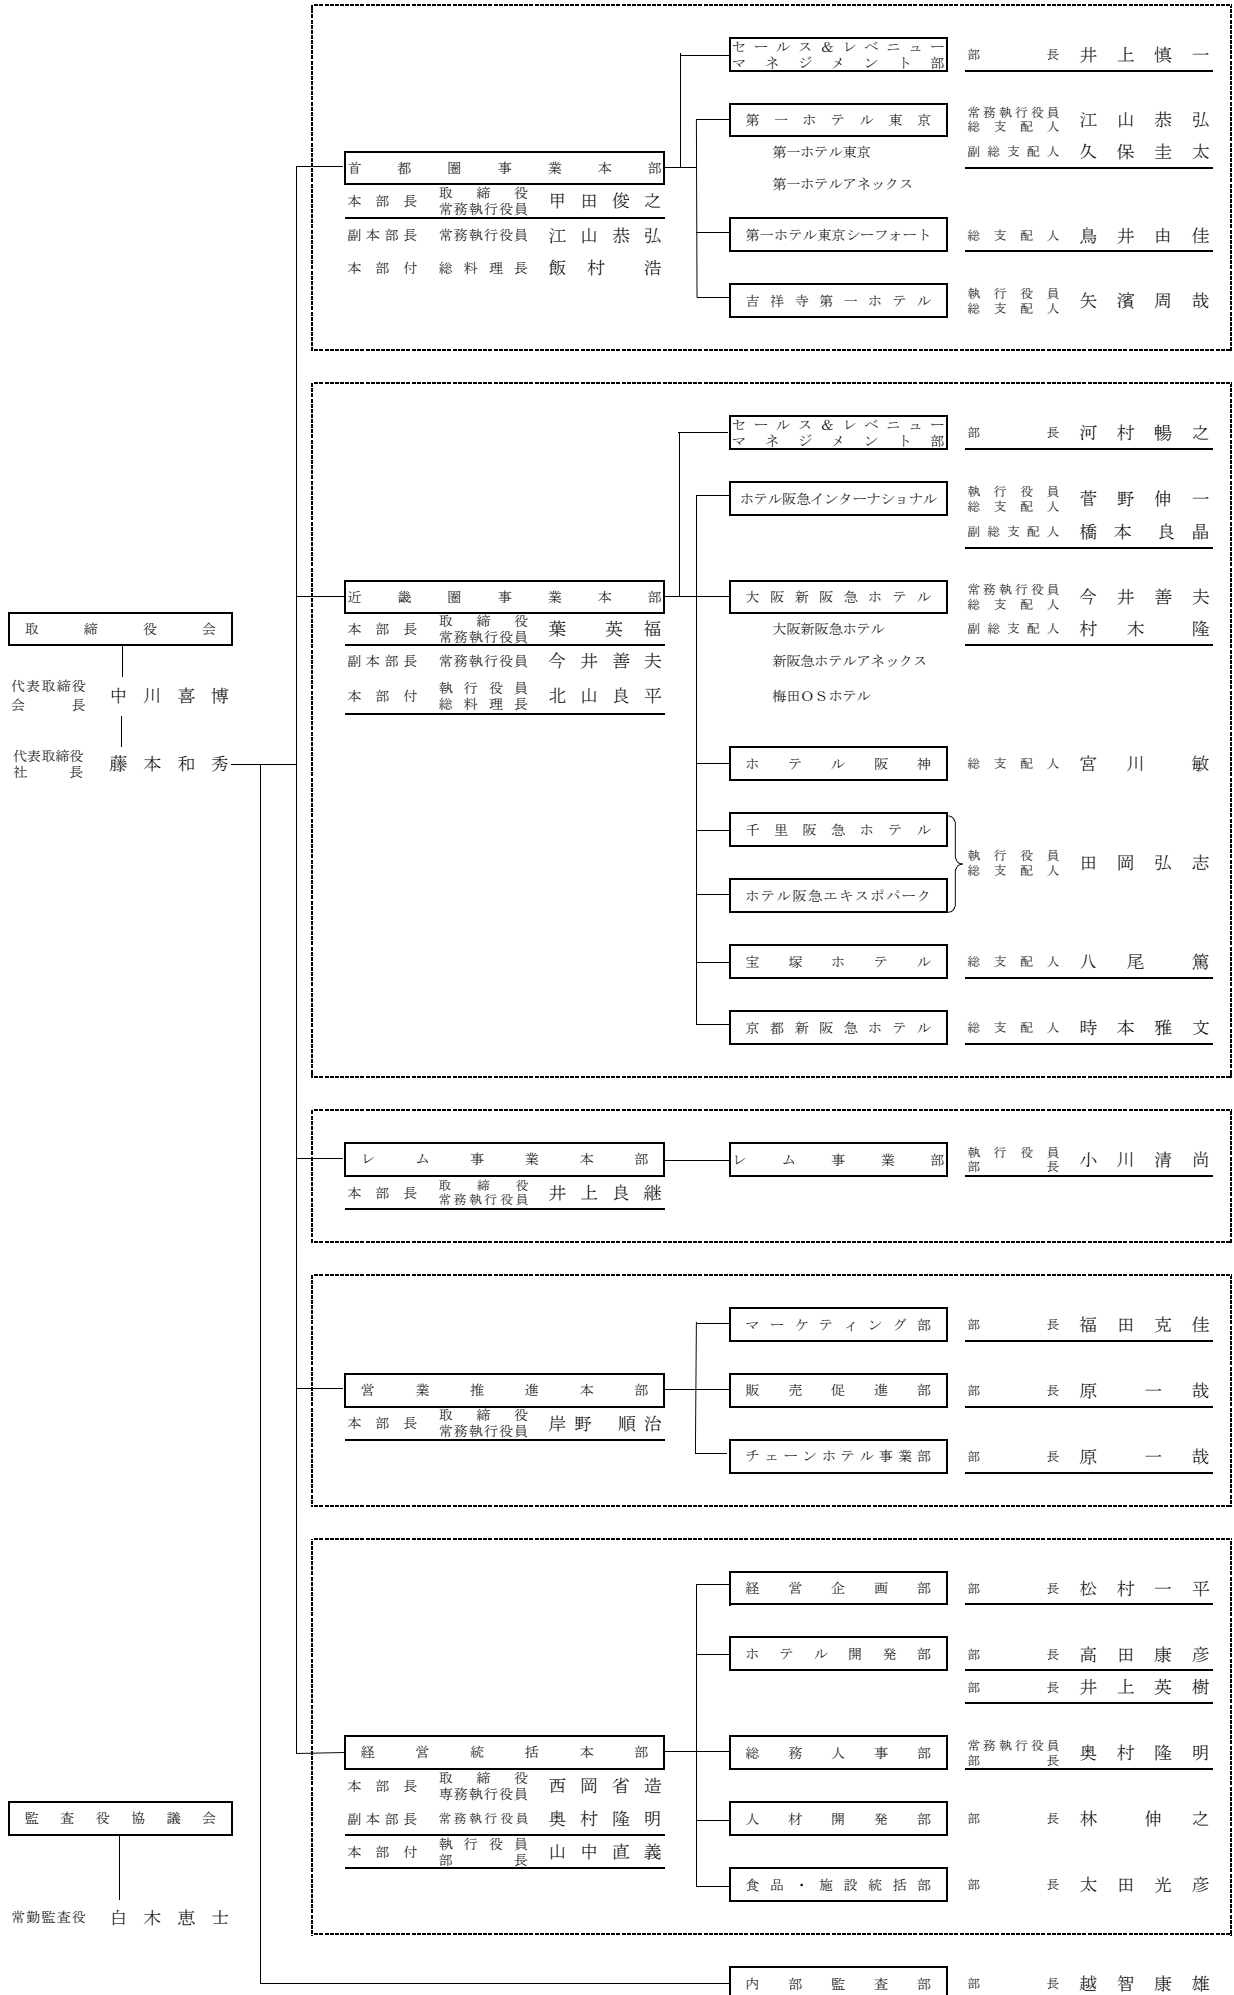 取締役会
代表取締役
会長 中川喜博
代表取締役
社長 藤本和秀
監査役協議会
常勤監査役 白木恵士
首都圏事業本部
本部長 取締役
常務執行役員 甲田俊之
副本部長 常務執行役員 江山恭弘
本部付 総料理長 飯村浩
セールス&レベニュー
マネジメント部
部長 井上慎一
第一ホテル東京
常務執行役員
総支配人 江山恭弘
第一ホテル東京
副総支配人 久保圭太
第一ホテルアネックス
第一ホテル東京シーフォート
総支配人 鳥井由佳
吉祥寺第一ホテル
執行役員
総支配人 矢濱周哉
近畿圏事業本部
本部長 取締役
常務執行役員 葉英福
副本部長 常務執行役員 今井善夫
本部付 執行役員
総料理長 北山良平
セールス&レベニュー
マネジメント部
部長 河村暢之
ホテル阪急インターナショナル
執行役員
総支配人 菅野伸一
副総支配人 橋本良晶
大阪新阪急ホテル
常務執行役員
総支配人 今井善夫
大阪新阪急ホテル
副総支配人 村木隆
新阪急ホテルアネックス
梅田OSホテル
ホテル阪神
総支配人 宮川敏
千里阪急ホテル
ホテル阪急エキスポパーク
執行役員
総支配人 田岡弘志
宝塚ホテル
総支配人 八尾篤
京都新阪急ホテル
総支配人 時本雅文
レム事業本部
本部長 取締役
常務執行役員 井上良継
レム事業部
執行役員
部長 小川清尚
営業推進本部
本部長 取締役
常務執行役員 岸野順治
マーケティング部
部長 福田克佳
販売促進部
部長 原一哉
チェーンホテル事業部
部長 原一哉
経営統括本部
本部長 取締役
専務執行役員 西岡省造
副本部長 常務執行役員 奥村隆明
本部付 執行役員
部長 山中直義
経営企画部
部長 松村一平
ホテル開発部
部長 高田康彦
部長 井上英樹
総務人事部
常務執行役員
部長 奥村隆明
人材開発部
部長 林伸之
食品・施設統括部
部長 太田光彦
内部監査部
部長 越智康雄